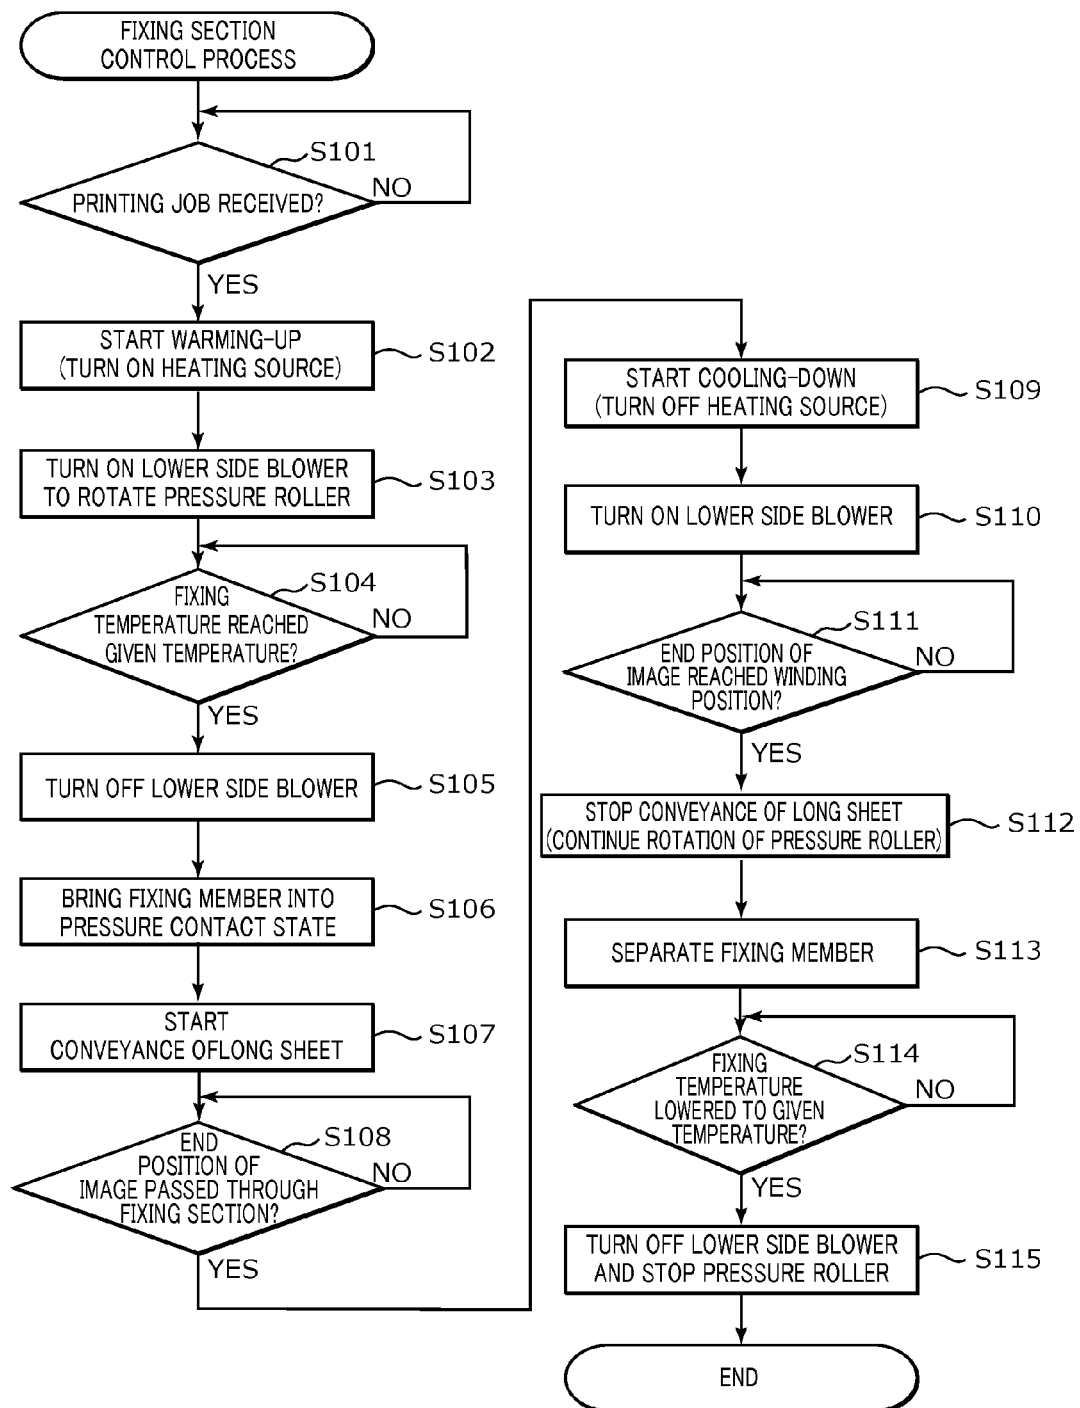 FIXING SECTION
CONTROL PROCESS
S101
PRINTING JOB RECEIVED?
NO
YES
START WARMING-UP
(TURN ON HEATING SOURCE)
S102
TURN ON LOWER SIDE BLOWER
TO ROTATE PRESSURE ROLLER
S103
S104
FIXING
TEMPERATURE REACHED
GIVEN TEMPERATURE?
NO
YES
TURN OFF LOWER SIDE BLOWER
S105
BRING FIXING MEMBER INTO
PRESSURE CONTACT STATE
S106
START
CONVEYANCE OFLONG SHEET
S107
S108
END
POSITION OF
IMAGE PASSED THROUGH
FIXING SECTION?
NO
YES
START COOLING-DOWN
(TURN OFF HEATING SOURCE)
S109
TURN ON LOWER SIDE BLOWER
S110
S111
END POSITION OF
IMAGE REACHED WINDING
POSITION?
NO
YES
STOP CONVEYANCE OF LONG SHEET
(CONTINUE ROTATION OF PRESSURE ROLLER)
S112
SEPARATE FIXING MEMBER
S113
S114
FIXING
TEMPERATURE
LOWERED TO GIVEN
TEMPERATURE?
NO
YES
TURN OFF LOWER SIDE BLOWER
AND STOP PRESSURE ROLLER
S115
END